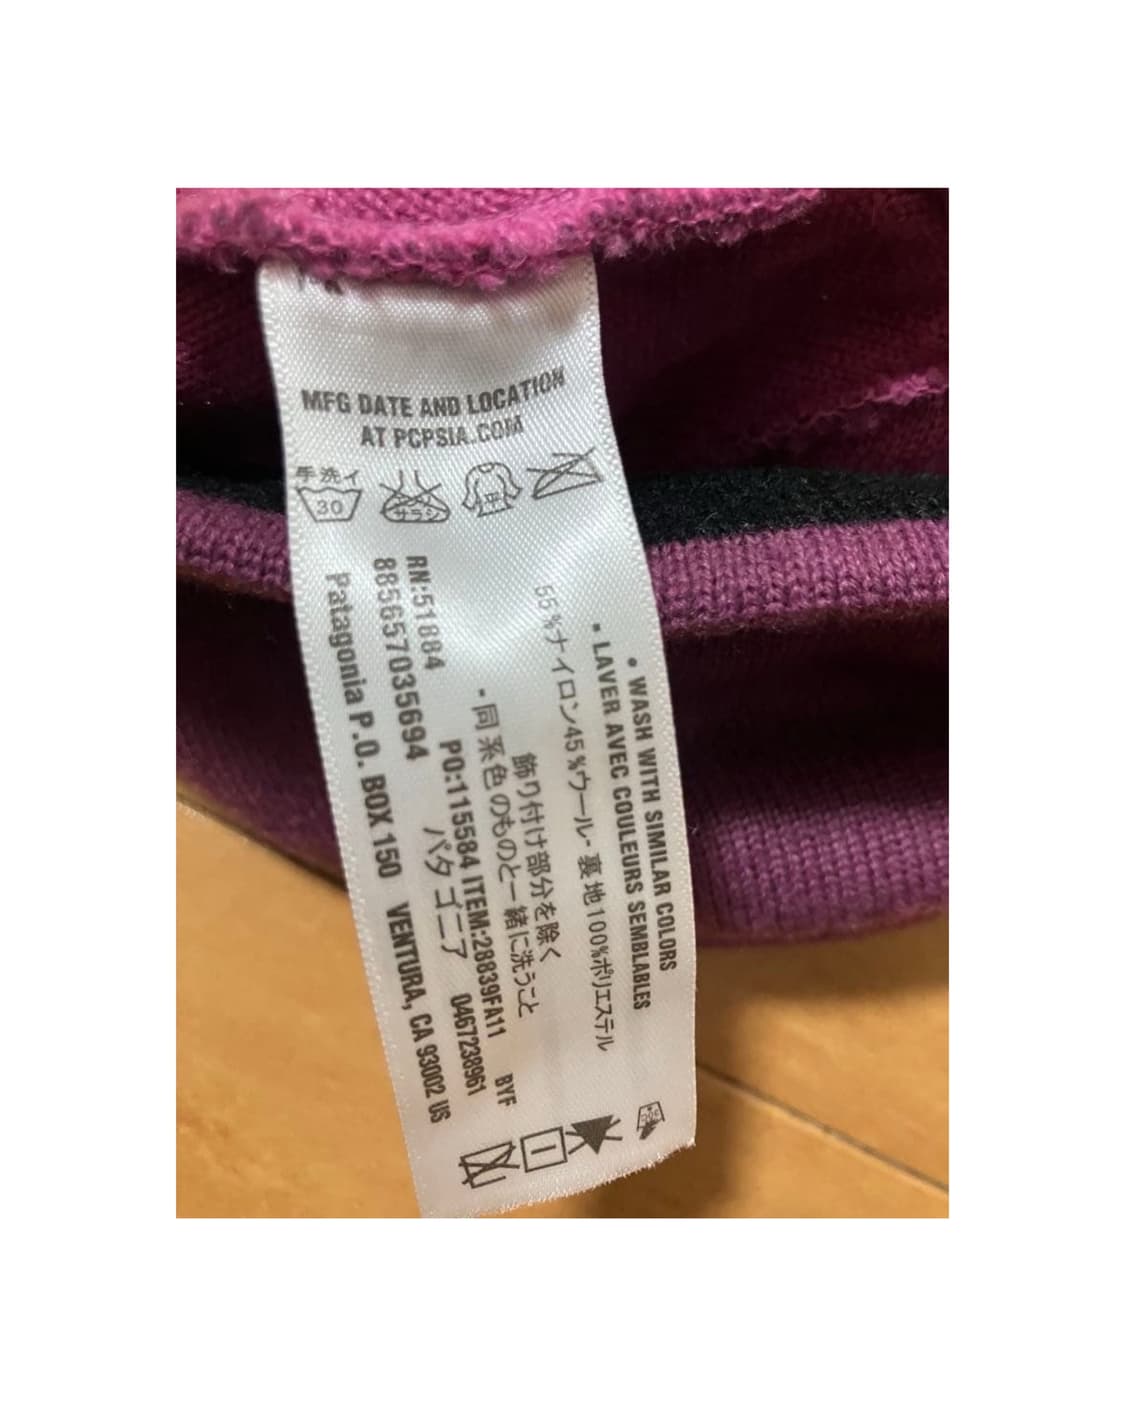 MFG DATE AND LOCATION
AT PCPSIA.COM
手洗イ
30
サラシ
平
• WASH WITH SIMILAR COLORS
• LAVER AVEC COULEURS SEMBLABLES
55%ナイロン45%ウール-裏地100%ポリエステル
飾り付け部分を除く
・同系色のものと一緒に洗うこと
RN:51884 PO:115584 ITEM:28839FA11 BYF
885657035694 パタゴニア 0467238961
Patagonia P.O. BOX 150 VENTURA, CA 93002 US